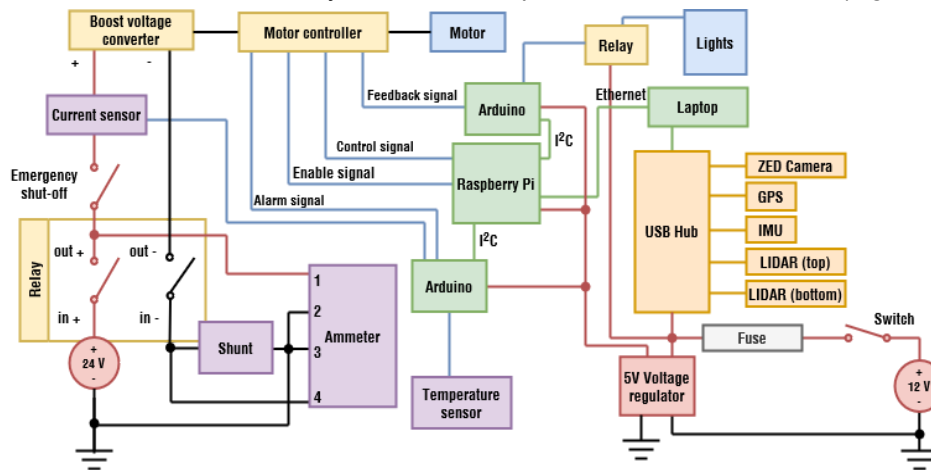 Boost voltage
converter
Motor controller
Motor
Relay
Lights
+
-
Current sensor
Feedback signal
Arduino
Ethernet
Laptop
I²C
Control signal
Emergency
shut-off
Enable signal
Raspberry Pi
Alarm signal
USB Hub
ZED Camera
GPS
IMU
LIDAR (top)
LIDAR (bottom)
I²C
Relay
out +
out -
in +
in -
Arduino
1
2
3
4
Ammeter
Shunt
+
24 V
-
Temperature
sensor
Switch
Fuse
5V Voltage
regulator
+
12 V
-